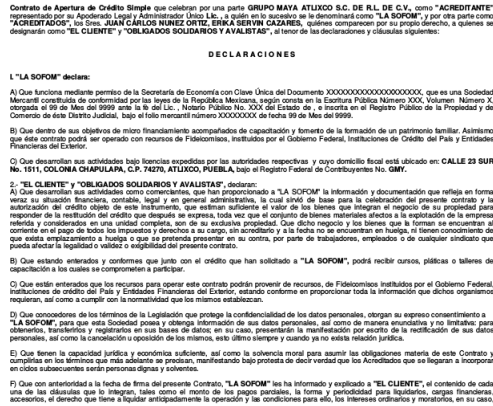 Contrato de Apertura de Crédito Simple que celebran por una parte GRUPO MAYA ATLIXCO S.C. DE R.L. DE C.V., como "ACREDITANTE"
representado por su Apoderado Legal y Administrador Único Lic. , a quién en lo sucesivo se le denominará como "LA SOFOM", y por otra parte como
"ACREDITADOS", los Sres. JUAN CARLOS NUÑEZ ORTIZ, ERIKA SERVIN CAZARES, quiénes comparecen por su propio derecho, a quienes se
designarán como "EL CLIENTE" y "OBLIGADOS SOLIDARIOS Y AVALISTAS", al tenor de las declaraciones y cláusulas siguientes:
D E C L A R A C I O N E S
I. "LA SOFOM" declara:
A) Que funciona mediante permiso de la Secretaría de Economía con Clave Única del Documento XXXXXXXXXXXXXXXXXXXX, que es una Sociedad
Mercantil constituida de conformidad por las leyes de la República Mexicana, según consta en la Escritura Pública Número XXX, Volumen Número X,
otorgada el 99 de Mes del 9999 ante la fe del Lic. , Notario Público No. XXX del Estado de , e inscrita en el Registro Público de la Propiedad y de
Comercio de éste Distrito Judicial, bajo el folio mercantil número XXXXXXXX de fecha 99 de Mes del 9999.
B) Que dentro de sus objetivos de micro financiamiento acompañados de capacitación y fomento de la formación de un patrimonio familiar. Asimismo
que éste contrato podrá ser operado con recursos de Fideicomisos, instituidos por el Gobierno Federal, Instituciones de Crédito del País y Entidades
Financieras del Exterior.
C) Que desarrollan sus actividades bajo licencias expedidas por las autoridades respectivas y cuyo domicilio fiscal está ubicado en: CALLE 23 SUR
No. 1511, COLONIA CHAPULAPA, C.P. 74270, ATLIXCO, PUEBLA, bajo el Registro Federal de Contribuyentes No. GMY.
2.- "EL CLIENTE" y "OBLIGADOS SOLIDARIOS Y AVALISTAS", declaran:
A) Que desarrollan sus actividades como comerciantes, que han proporcionado a "LA SOFOM" la información y documentación que refleja en forma
veraz su situación financiera, contable, legal y en general administrativa, la cual sirvió de base para la celebración del presente contrato y la
autorización del crédito objeto de este instrumento, que estiman suficiente el valor de los bienes que integran el negocio de su propiedad para
responder de la restitución del crédito que después se expresa, toda vez que el conjunto de bienes materiales afectos a la explotación de la empresa
referida y considerados en una unidad completa, son de su exclusiva propiedad. Que dicho negocio y los bienes que la forman se encuentran al
corriente en el pago de todos los impuestos y derechos a su cargo, sin acreditarlo y a la fecha no se encuentran en huelga, ni tienen conocimiento de
que exista emplazamiento a huelga o que se pretenda presentar en su contra, por parte de trabajadores, empleados o de cualquier sindicato que
pueda afectar la legalidad o validez o exigibilidad del presente contrato.
B) Que estando enterados y conformes que junto con el crédito que han solicitado a "LA SOFOM", podrá recibir cursos, pláticas o talleres de
capacitación a los cuales se comprometen a participar.
C) Que están enterados que los recursos para operar este contrato podrán provenir de recursos, de Fideicomisos instituidos por el Gobierno Federal,
instituciones de crédito del País y Entidades Financieras del Exterior, estando conforme en proporcionar toda la información que dichos organismos
requieran, así como a cumplir con la normatividad que los mismos establezcan.
D) Que conocedores de los términos de la Legislación que protege la confidencialidad de los datos personales, otorgan su expreso consentimiento a
"LA SOFOM", para que esta Sociedad posea y obtenga información de sus datos personales, así como de manera enunciativa y no limitativa: para
obtenerlos, transferirlos y registrarlos en sus bases de datos; en su caso, presentarán la manifestación por escrito de la rectificación de sus datos
personales, así como la cancelación u oposición de los mismos, esto último siempre y cuando ya no exista relación jurídica.
E) Que tienen la capacidad jurídica y económica suficiente, así como la solvencia moral para asumir las obligaciones materia de este Contrato y
cumplirlas en los términos que más adelante se precisan, manifestando bajo protesta de decir verdad que los Acreditados que se llegaran a incorporar
en ciclos subsecuentes serán personas dignas y solventes.
F) Que con anterioridad a la fecha de firma del presente Contrato, "LA SOFOM" les ha informado y explicado a "EL CLIENTE", el contenido de cada
una de las cláusulas que lo integran, tales como el monto de los pagos parciales, la forma y periodicidad para liquidarlos, cargas financieras,
accesorios, el derecho que tiene a liquidar anticipadamente la operación y las condiciones para ello, los intereses ordinarios y moratorios, en su caso,